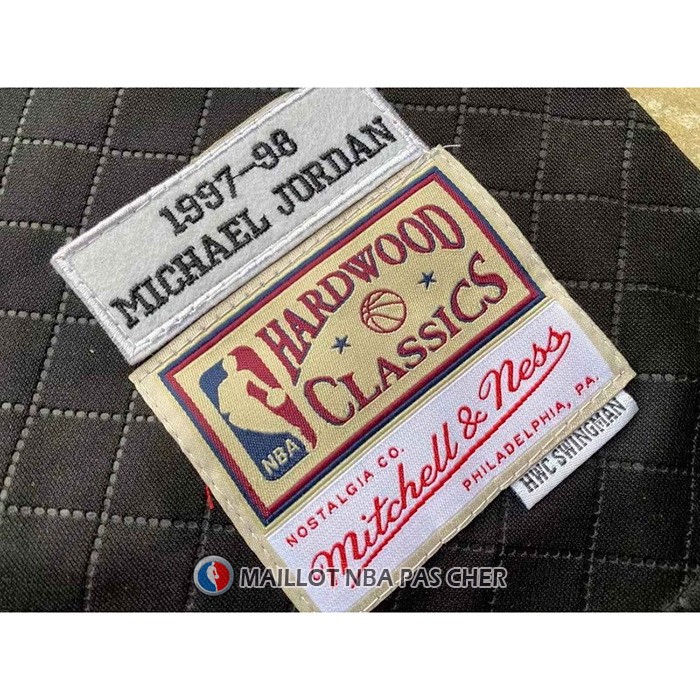 1997-98
MICHAEL JORDAN
HARDWOOD
CLASSICS
NBA
NOSTALGIA CO.
Mitchell & Ness
PHILADELPHIA, PA.
HWC SWINGMAN
MAILLOT NBA PAS CHER